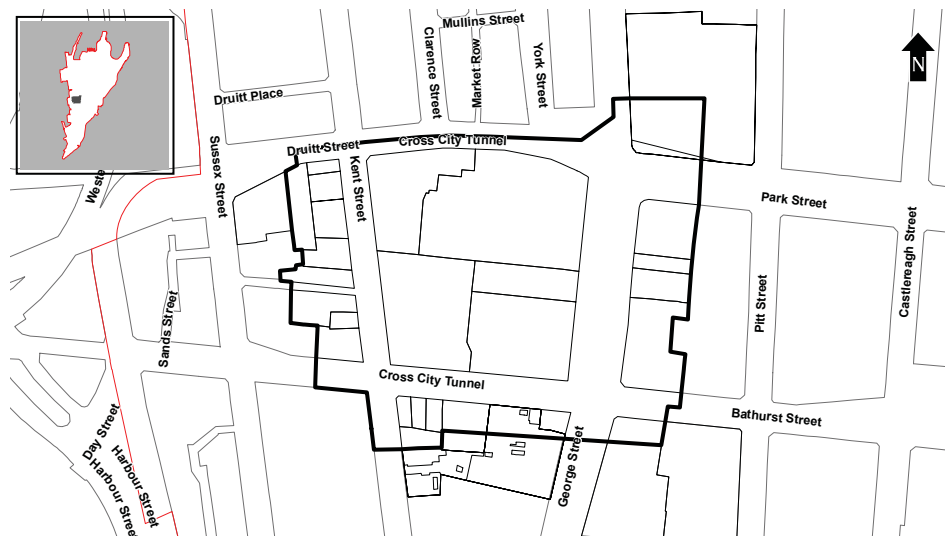 Mullins Street
Clarence Street
Market Row
York Street
N
Druitt Place
Druitt Street
Cross City Tunnel
Sussex Street
Kent Street
Weste
Park Street
Castlereagh Street
Pitt Street
Sands Street
Cross City Tunnel
Bathurst Street
Day Street
George Street
Harbour Street
Harbour Stree